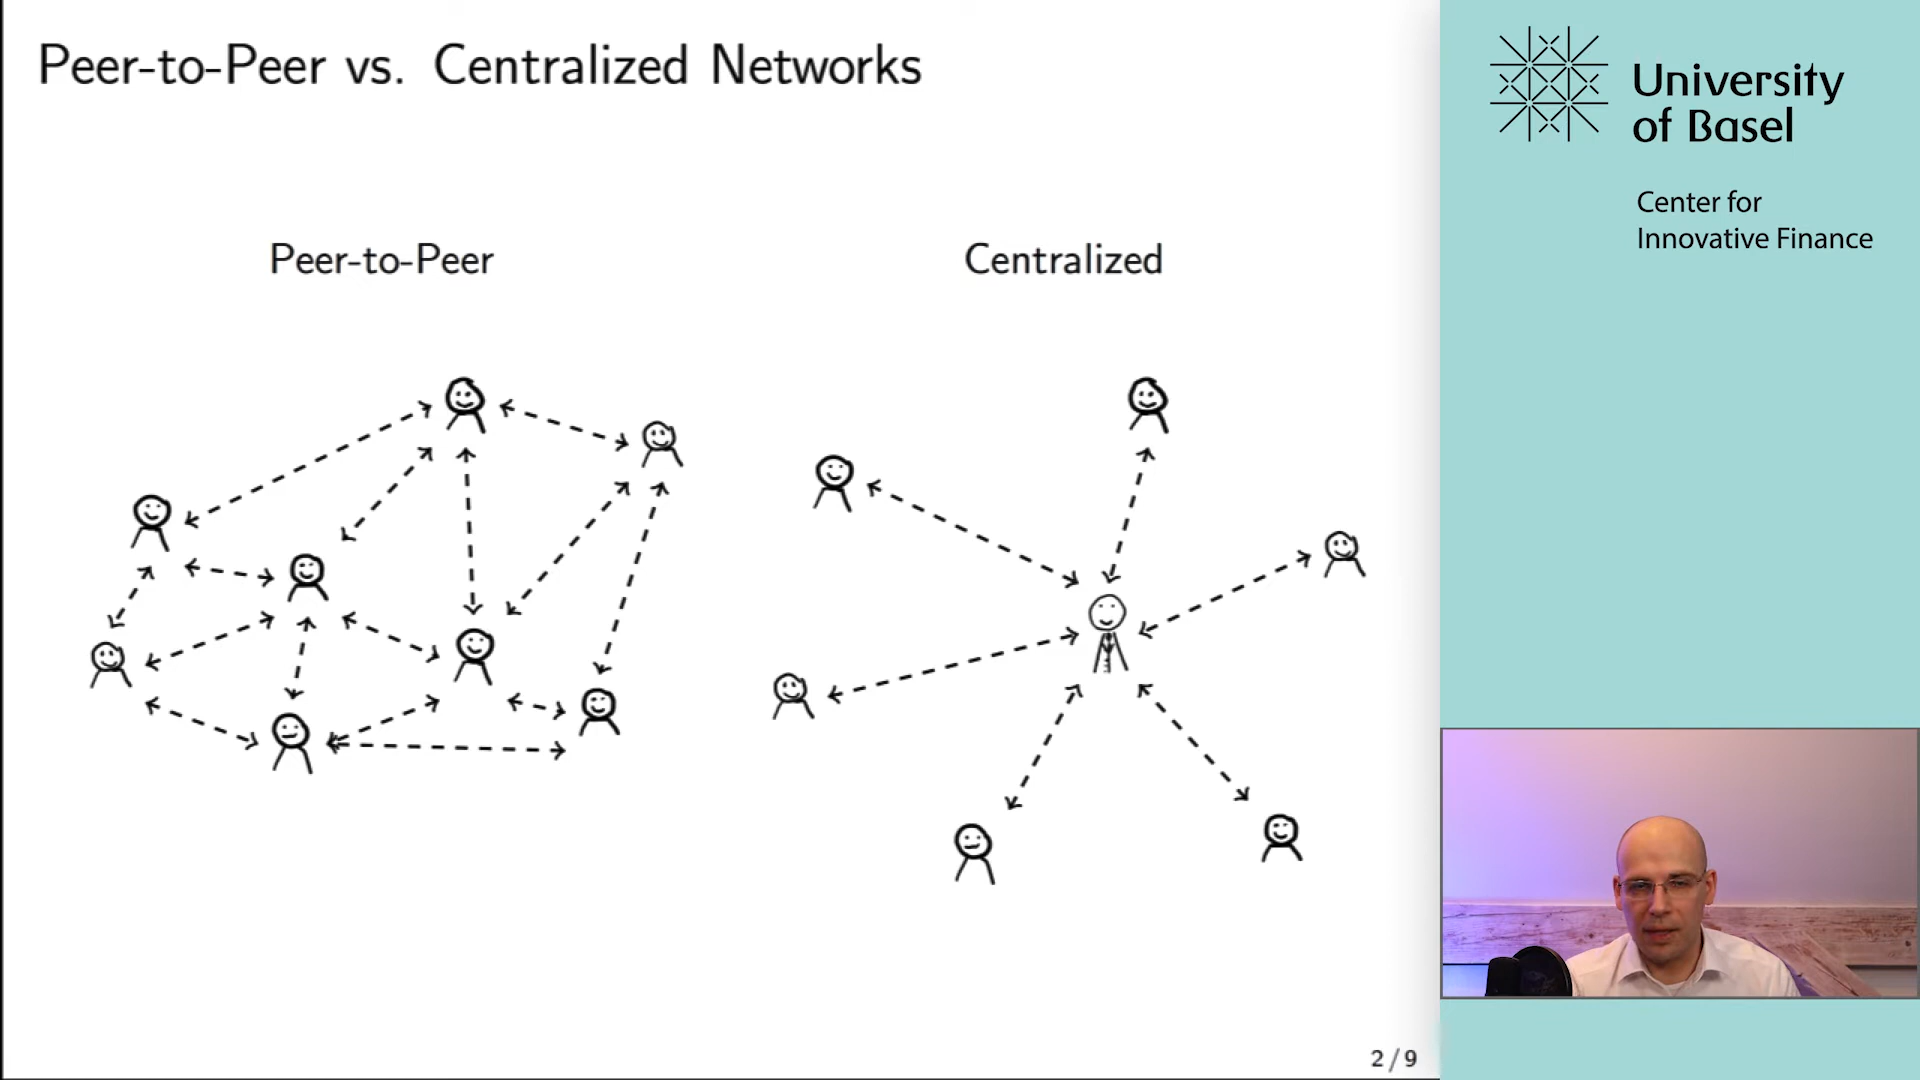 Peer-to-Peer vs. Centralized Networks
Peer-to-Peer
Centralized
2/9
University
of Basel
Center for
Innovative Finance